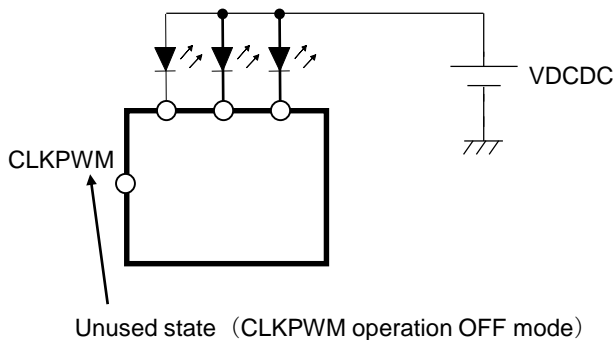 VDCDC
CLKPWM
Unused state（CLKPWM operation OFF mode）